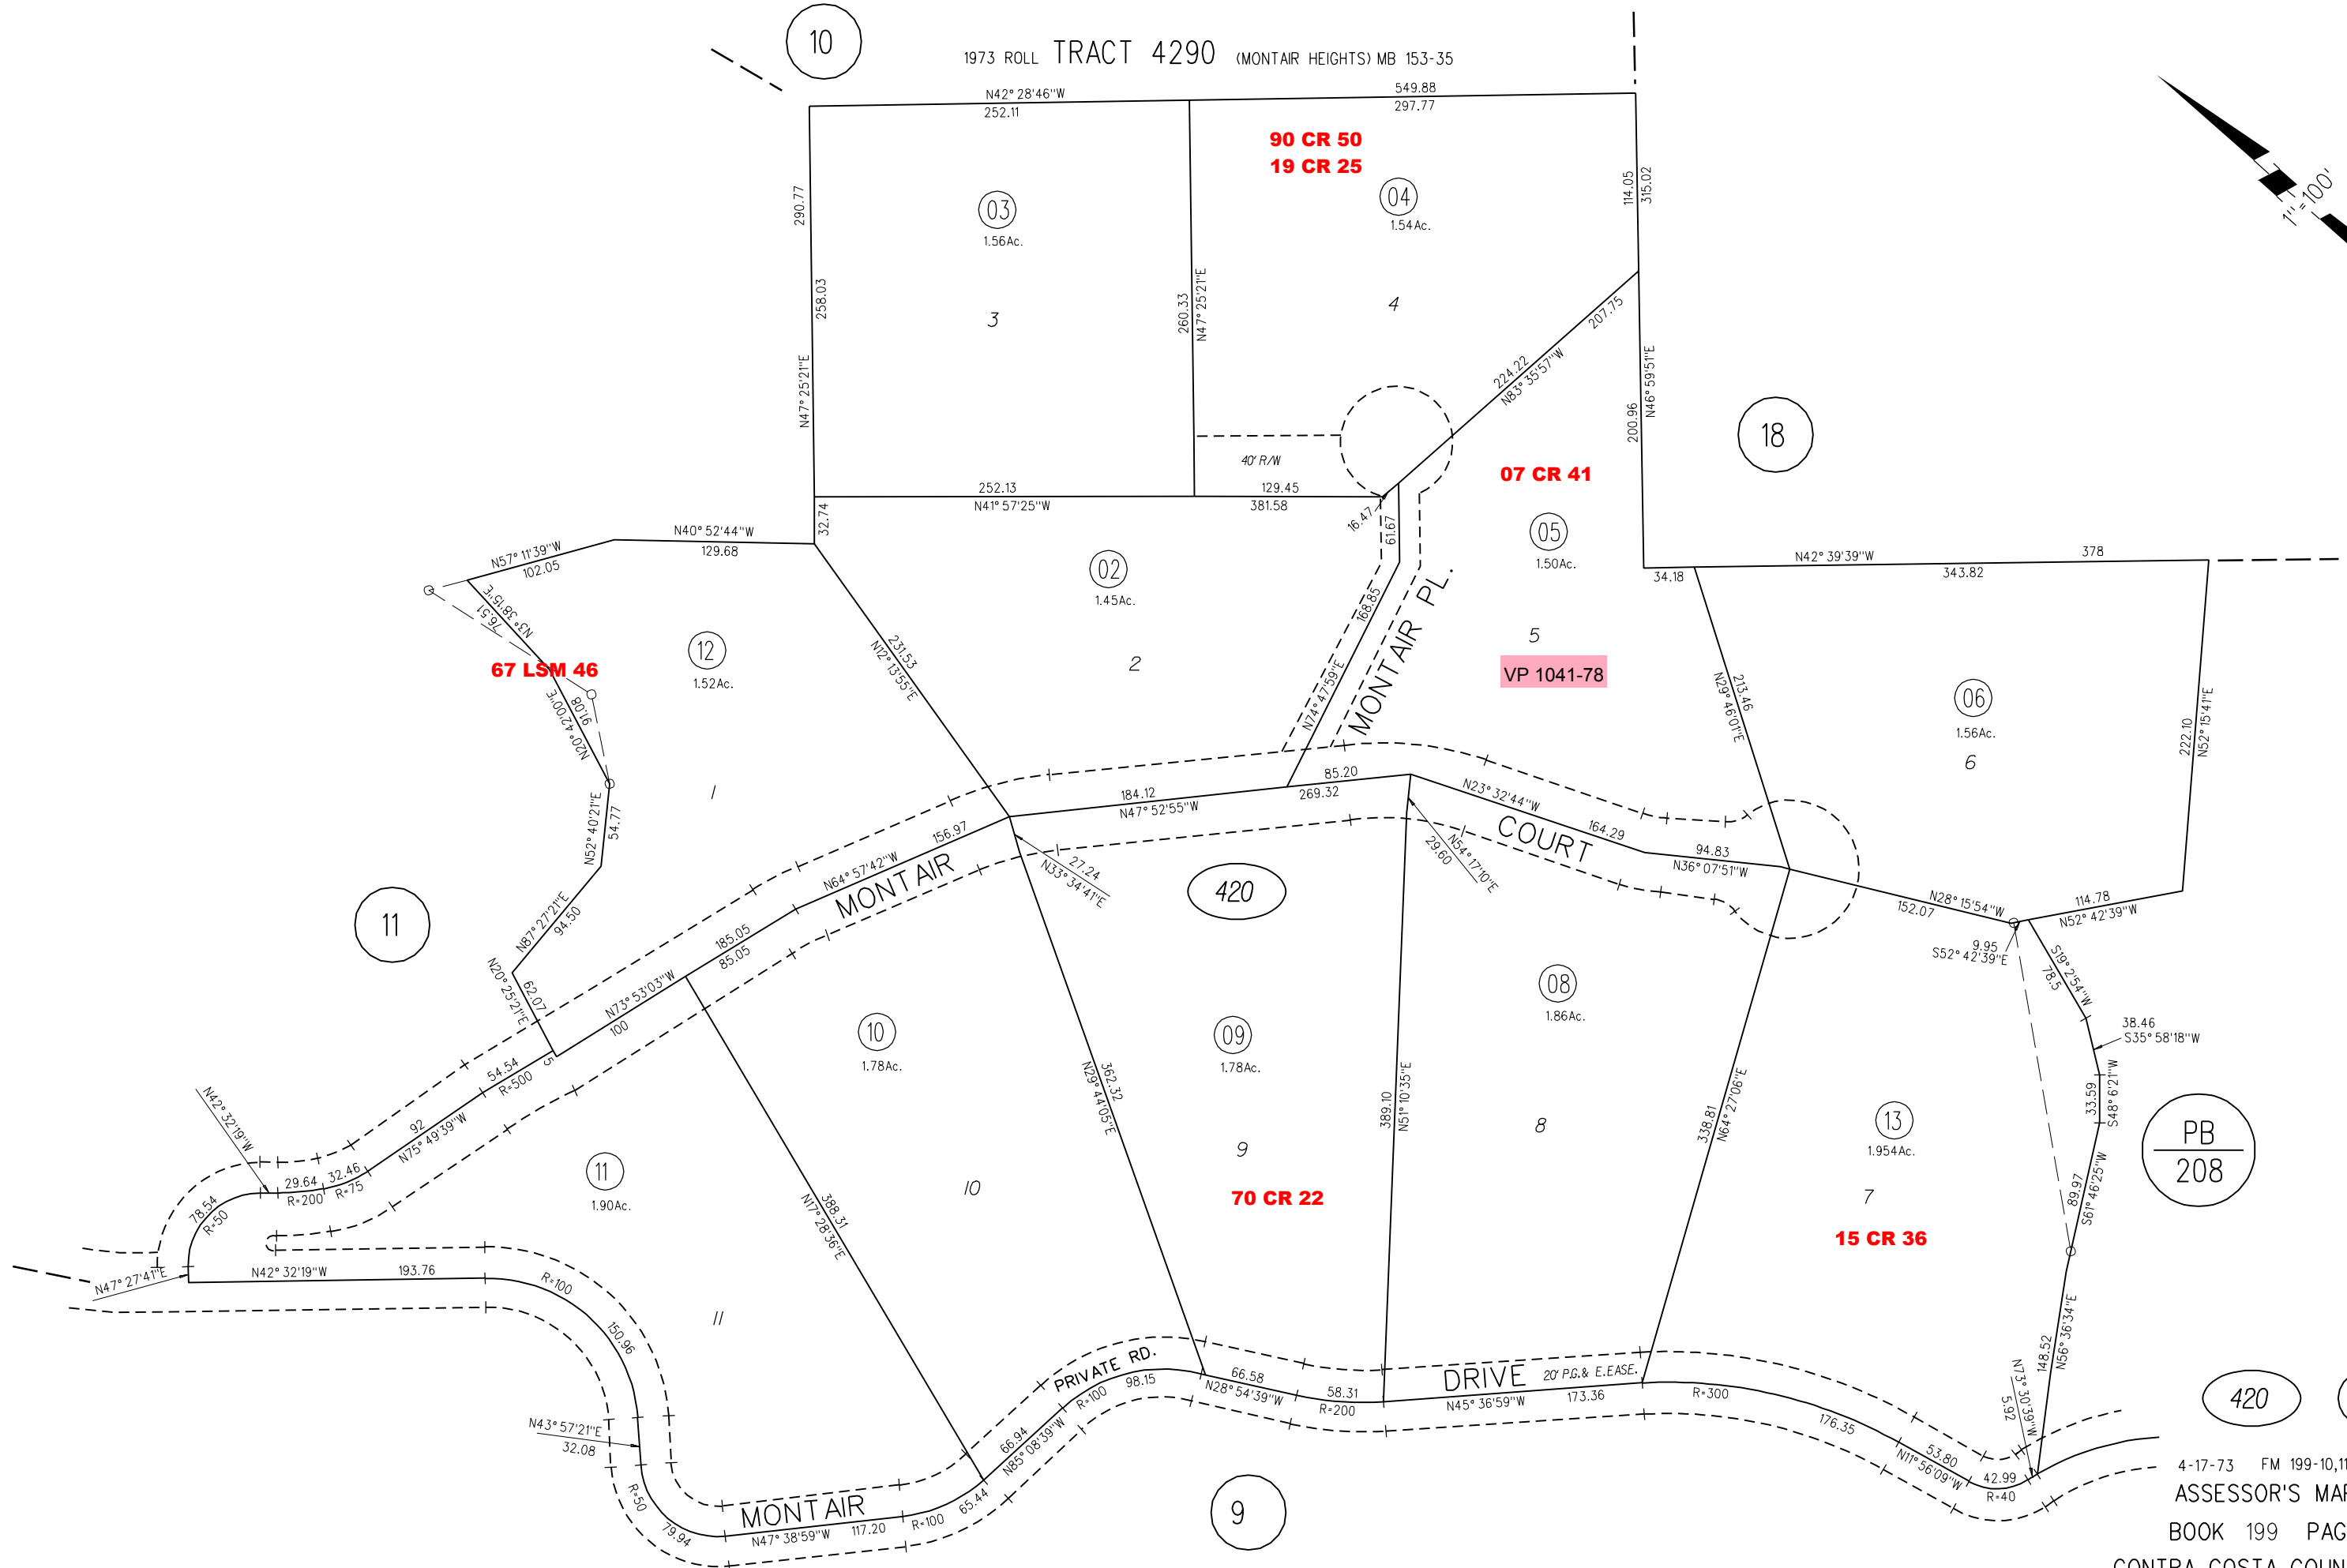 10
1973 ROLL TRACT 4290 (MONTAIR HEIGHTS) MB 153-35
N42°28'46"W
252.11
549.88
297.77
90 CR 50
19 CR 25
1"=100'
290.77
258.03
N47°25'21"E
03
1.56Ac.
3
260.33
N47°25'21"E
04
1.54Ac.
4
114.05
315.02
207.75
224.22
N83°35'57"W
200.96
N46°59'51"E
18
40' R/W
252.13
N41°57'25"W
129.45
381.58
16.47
61.67
32.74
07 CR 41
05
1.50Ac.
5
VP 1041-78
34.18
N42°39'39"W
378
343.82
N40°52'44"W
129.68
N57°11'39"W
102.05
N3°38'15"E
76.51
67 LSM 46
N20°42'00"E
91.08
12
1.52Ac.
1
02
1.45Ac.
2
231.53
N12°13'55"E
168.85
N74°47'59"E
MONTAIR PL.
213.46
N29°46'01"E
06
1.56Ac.
6
222.10
N52°15'41"E
N52°40'21"E
54.77
N87°27'21"E
94.50
N20°25'21"E
62.07
11
184.12
N47°52'55"W
85.20
269.32
N23°32'44"W
164.29
COURT
94.83
N36°07'51"W
N54°17'10"E
29.60
156.97
N64°57'42"W
MONTAIR
27.24
N33°34'41"E
420
N28°15'54"W
152.07
114.78
N52°42'39"W
9.95
S52°42'39"E
S19°2'54"W
78.5
38.46
S35°58'18"W
33.59
S48°6'21"W
89.97
S61°46'25"W
PB
208
185.05
85.05
N73°53'03"W
100
5
54.54
R=500
92
N75°49'39"W
N42°32'19"W
29.64
R=200
32.46
R=75
78.54
R=50
N47°27'41"E
N42°32'19"W
193.76
R=100
150.96
10
1.78Ac.
10
11
1.90Ac.
11
388.31
N17°28'36"E
362.32
N29°44'05"E
09
1.78Ac.
9
70 CR 22
389.10
N51°10'35"E
08
1.86Ac.
8
338.81
N64°27'06"E
13
1.954Ac.
7
15 CR 36
148.52
N56°36'34"E
N73°30'39"W
5.92
N43°57'21"E
32.08
R=50
79.94
MONTAIR
N47°38'59"W
117.20
R=100
65.44
66.94
N85°08'39"W
PRIVATE RD.
R=100
98.15
66.58
N28°54'39"W
58.31
R=200
DRIVE 20' P.G.& E.EASE.
N45°36'59"W
173.36
R=300
176.35
53.80
N11°56'09"W
42.99
R=40
9
420
4-17-73 FM 199-10,11
ASSESSOR'S MAP
BOOK 199 PAG
CONTRA COSTA COUN